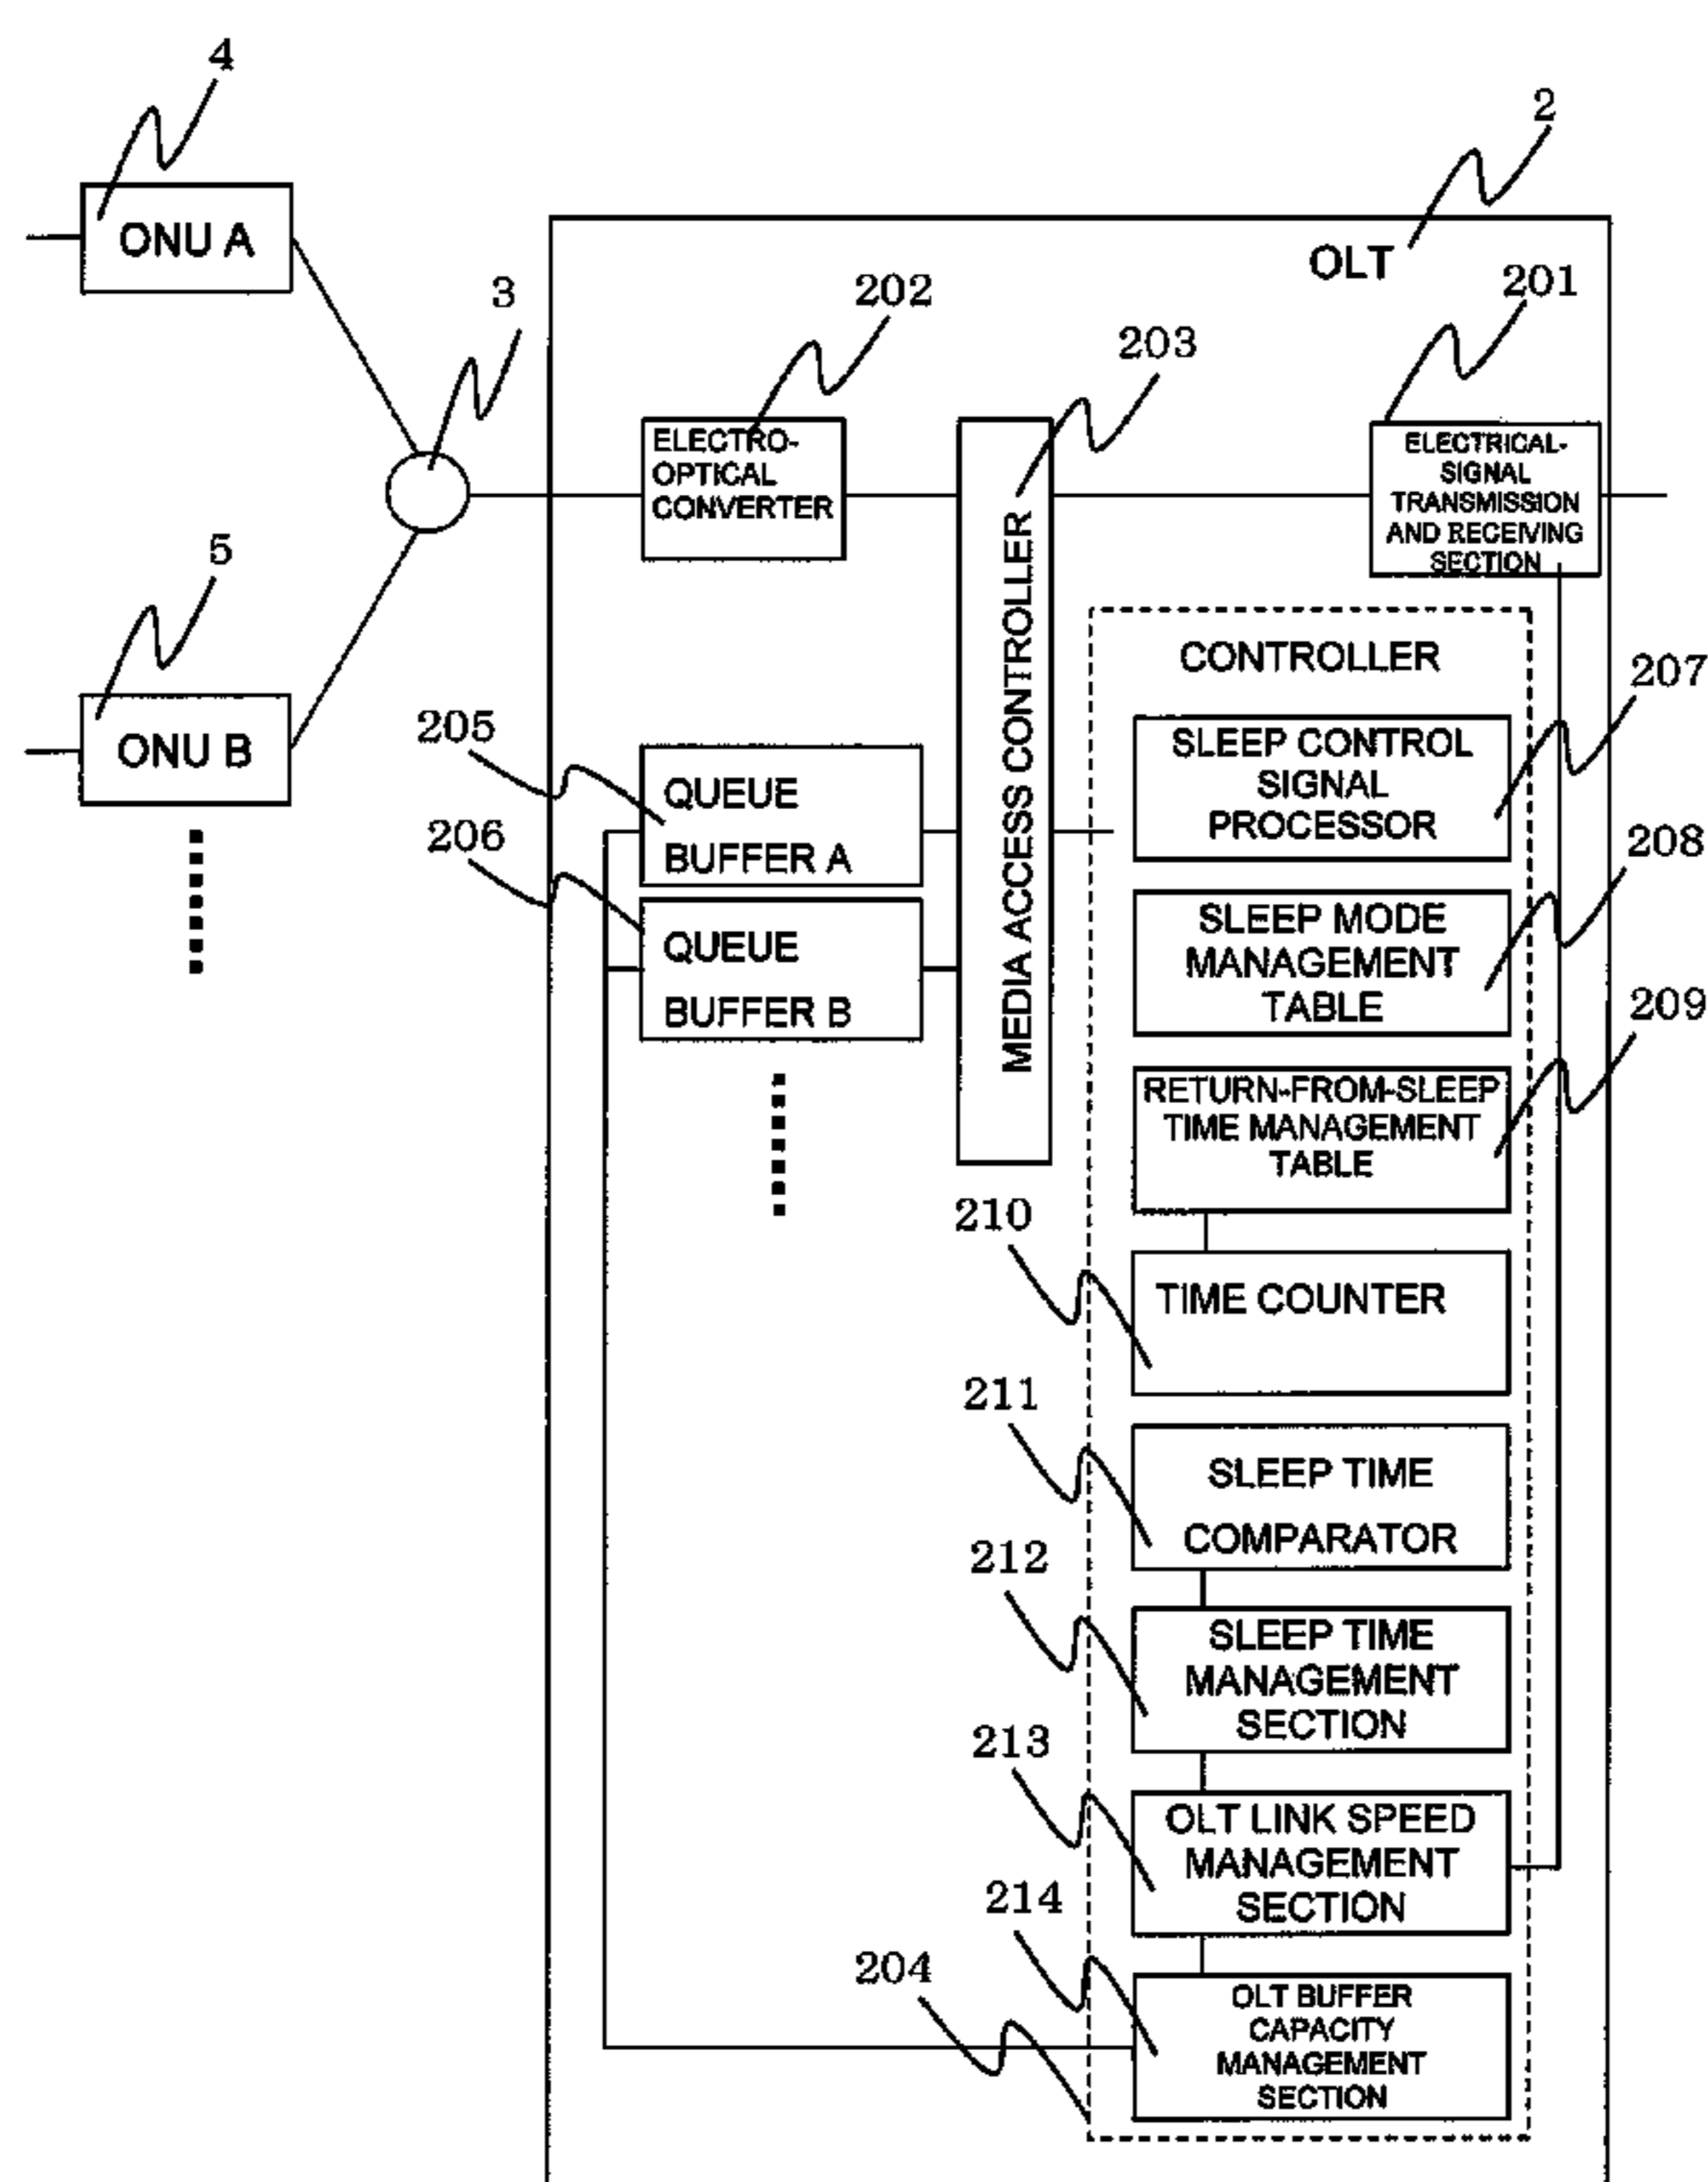 4
2
ONU A
OLT
3
202
201
203
ELECTRO-
OPTICAL
CONVERTER
ELECTRICAL-
SIGNAL
TRANSMISSION
AND RECEIVING
SECTION
5
MEDIA ACCESS CONTROLLER
CONTROLLER
207
ONU B
205
QUEUE
BUFFER A
SLEEP CONTROL
SIGNAL
PROCESSOR
206
208
QUEUE
BUFFER B
SLEEP MODE
MANAGEMENT
TABLE
209
RETURN-FROM-SLEEP
TIME MANAGEMENT
TABLE
210
TIME COUNTER
211
SLEEP TIME
COMPARATOR
212
SLEEP TIME
MANAGEMENT
SECTION
213
OLT LINK SPEED
MANAGEMENT
SECTION
214
204
OLT BUFFER
CAPACITY
MANAGEMENT
SECTION